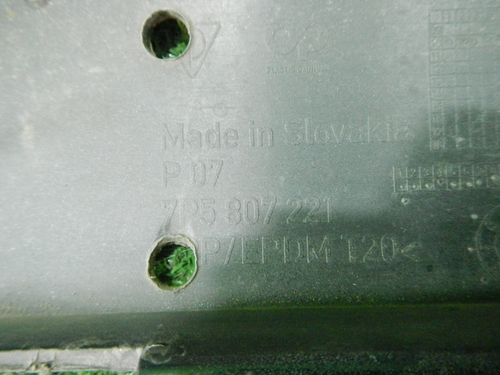 Made in Slovakia
P 07
7P5 807 221
P/EPDM T20<